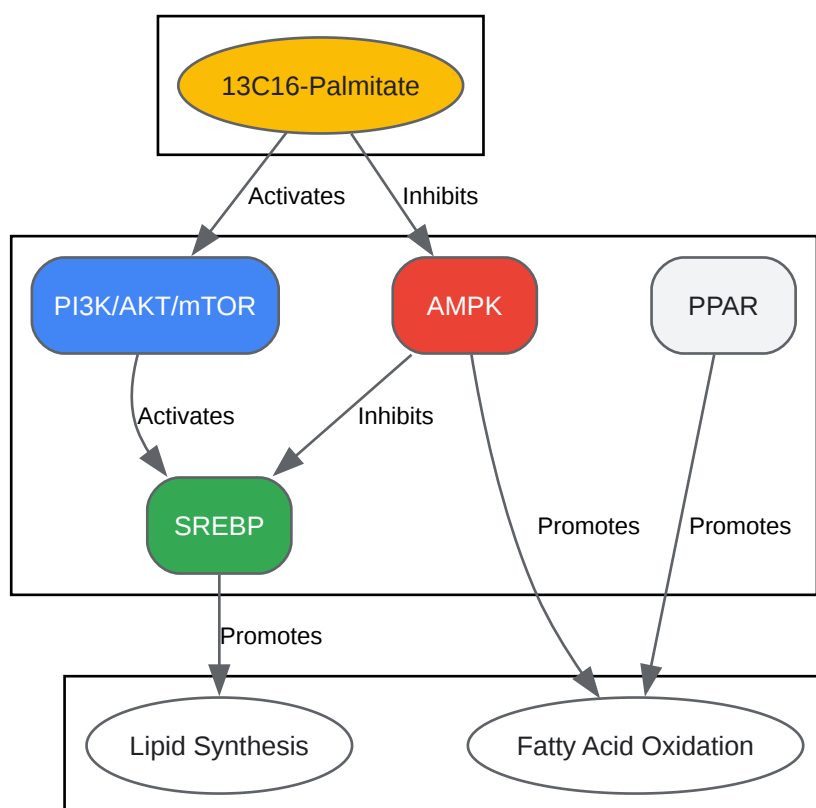 13C16-Palmitate
Activates
Inhibits
PI3K/AKT/mTOR
AMPK
PPAR
Activates
Inhibits
SREBP
Promotes
Promotes
Promotes
Lipid Synthesis
Fatty Acid Oxidation